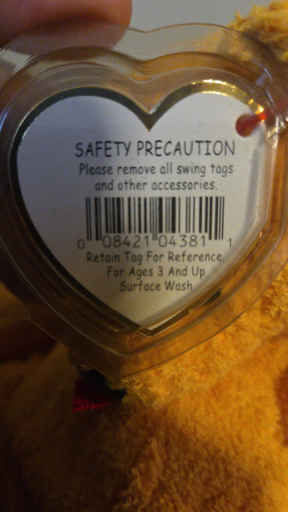 SAFETY PRECAUTION
Please remove all swing tags
and other accessories.
0 08421 04381 1
Retain Tag For Reference.
For Ages 3 And Up
Surface Wash